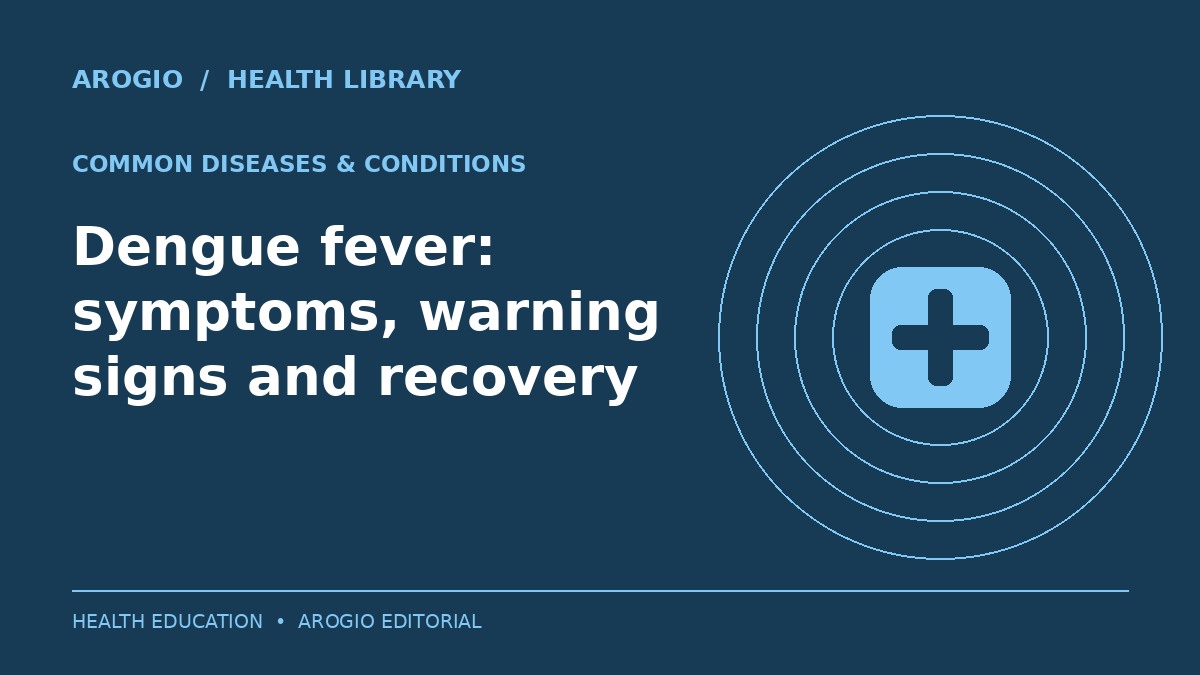 AROGIO / HEALTH LIBRARY
COMMON DISEASES & CONDITIONS
Dengue fever:
symptoms, warning
signs and recovery
HEALTH EDUCATION • AROGIO EDITORIAL